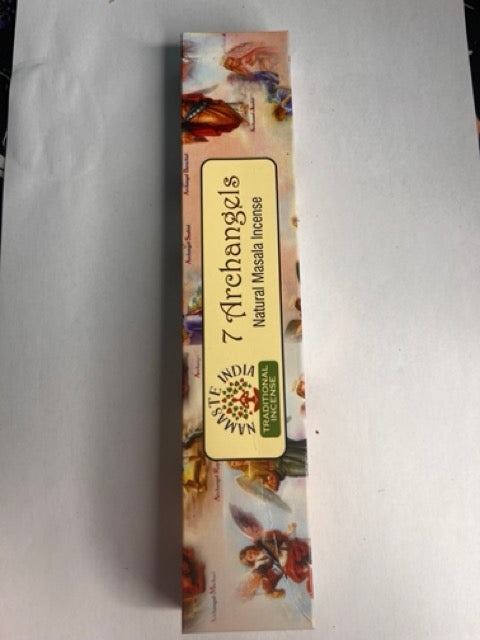 7 Archangels
Natural Masala Incense
NAMASTE INDIA
TRADITIONAL
INCENSE